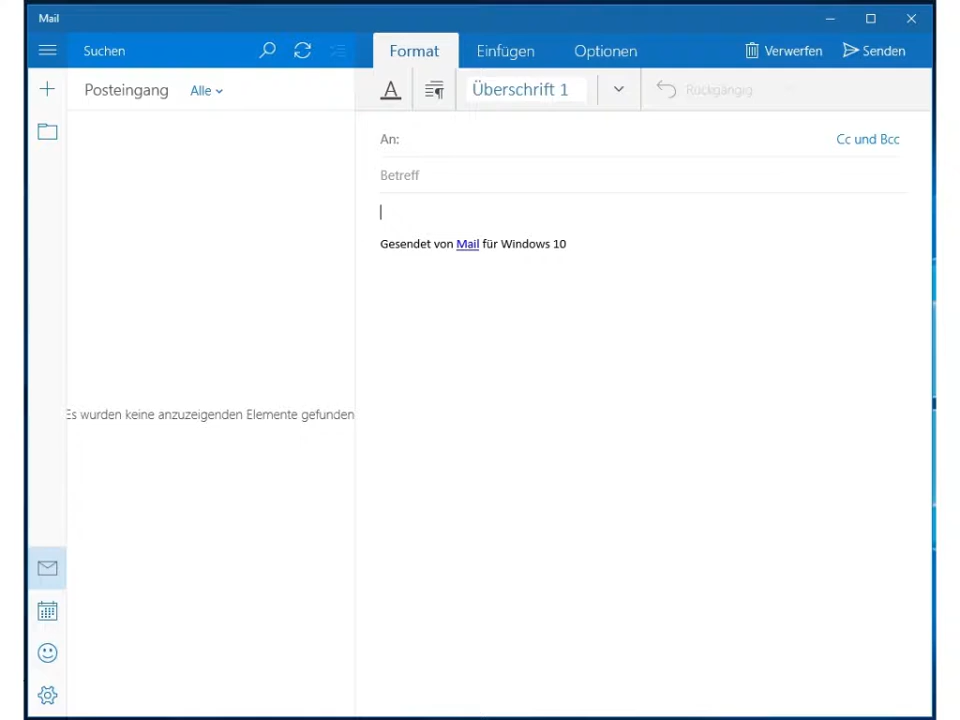 Mail
Suchen
Format
Einfügen
Optionen
Verwerfen
Senden
Posteingang
Alle
Überschrift 1
Rückgängig
An:
Cc und Bcc
Betreff
Gesendet von Mail für Windows 10
Es wurden keine anzuzeigenden Elemente gefunden